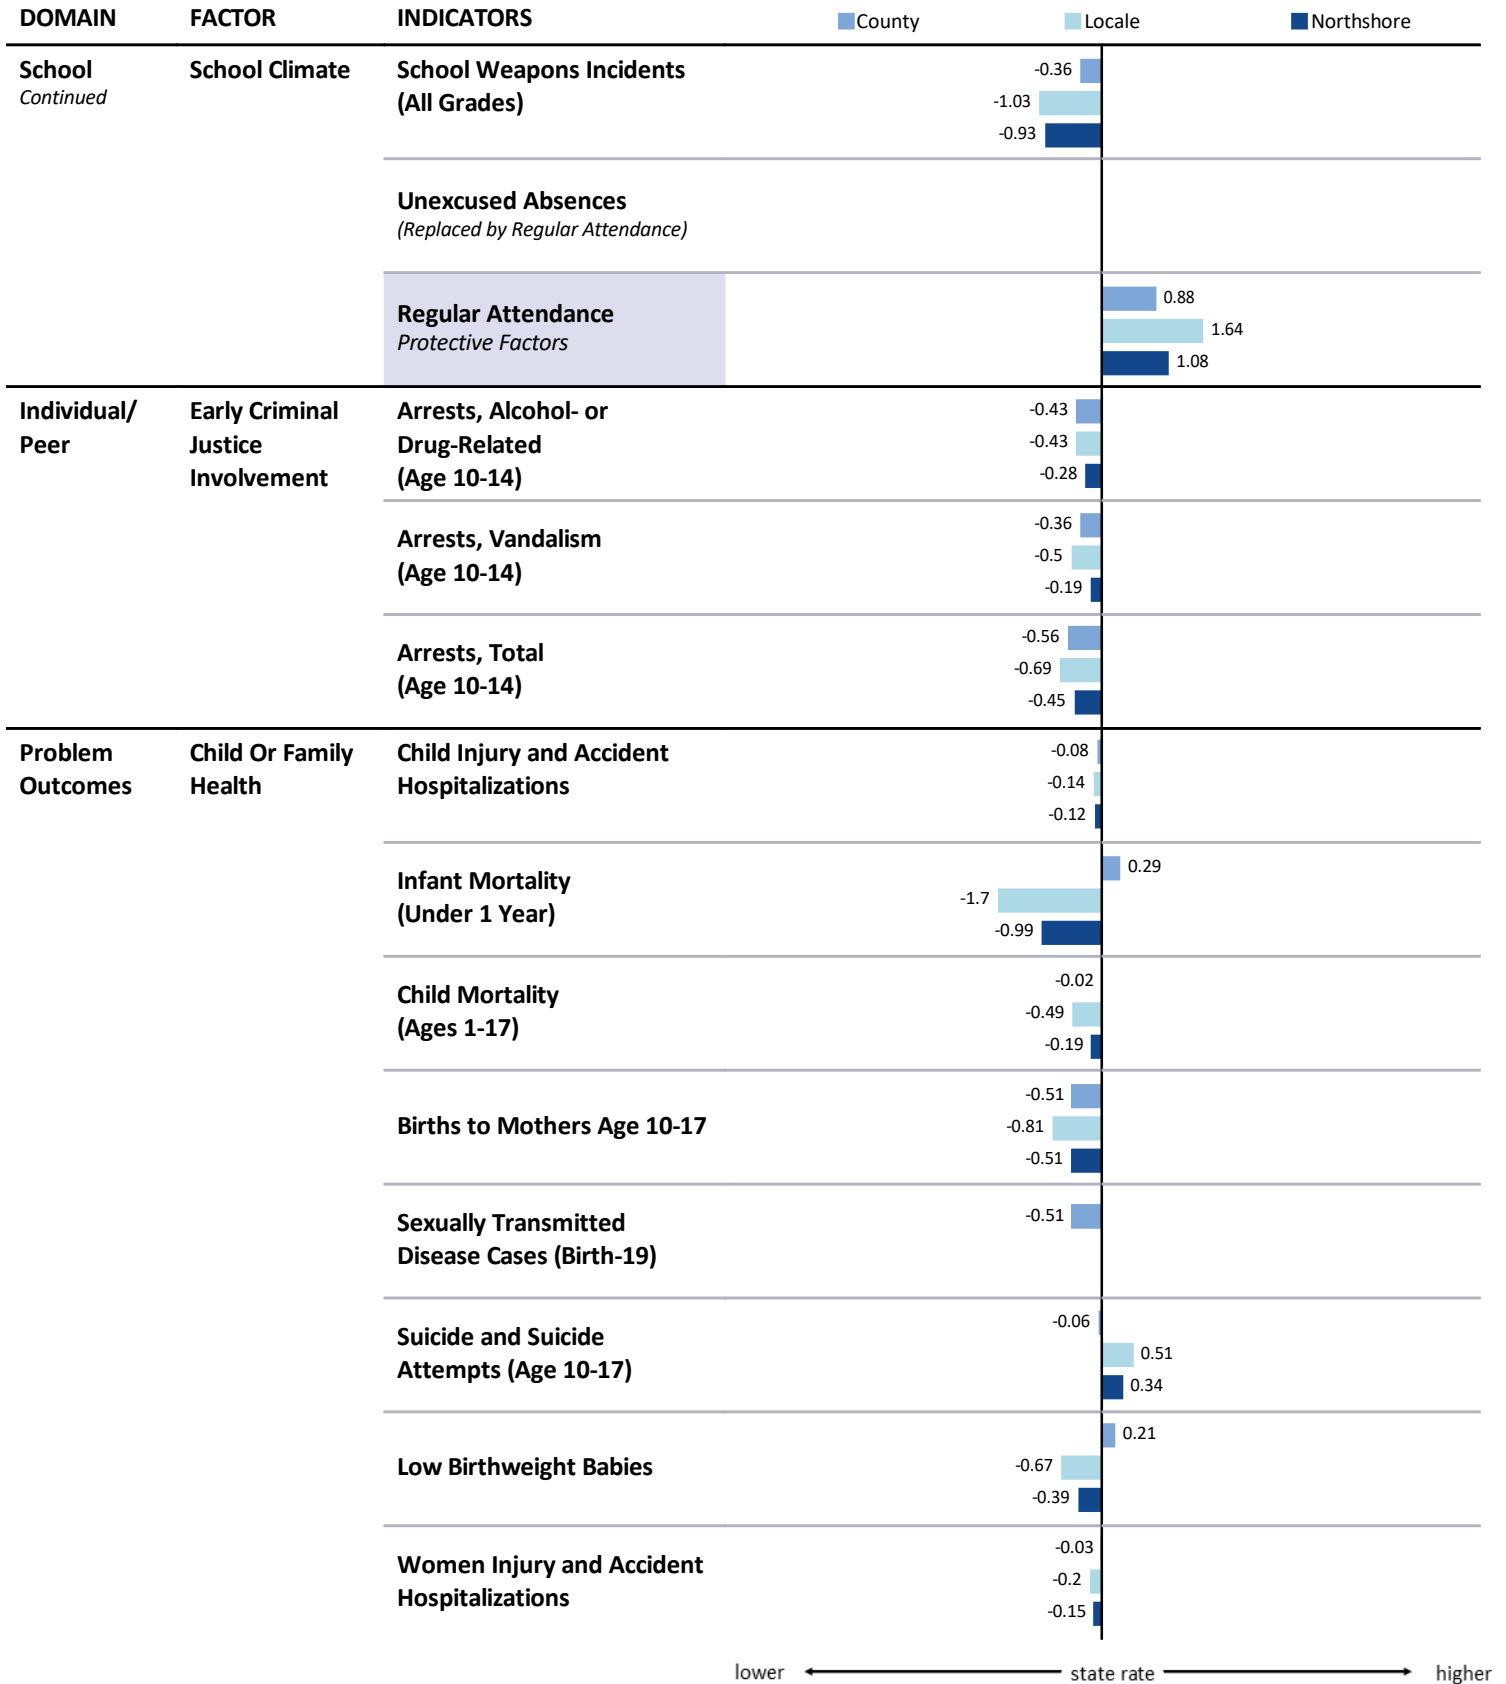 DOMAIN FACTOR INDICATORS County Locale Northshore
School School Climate School Weapons Incidents
Continued (All Grades)
-0.36
-1.03
-0.93
Unexcused Absences
(Replaced by Regular Attendance)
Regular Attendance
Protective Factors
0.88
1.64
1.08
Individual/ Early Criminal Arrests, Alcohol- or
Peer Justice Drug-Related
Involvement (Age 10-14)
-0.43
-0.43
-0.28
Arrests, Vandalism
(Age 10-14)
-0.36
-0.5
-0.19
Arrests, Total
(Age 10-14)
-0.56
-0.69
-0.45
Problem Child Or Family Child Injury and Accident
Outcomes Health Hospitalizations
-0.08
-0.14
-0.12
Infant Mortality
(Under 1 Year)
0.29
-1.7
-0.99
Child Mortality
(Ages 1-17)
-0.02
-0.49
-0.19
Births to Mothers Age 10-17
-0.51
-0.81
-0.51
Sexually Transmitted
Disease Cases (Birth-19)
-0.51
Suicide and Suicide
Attempts (Age 10-17)
-0.06
0.51
0.34
Low Birthweight Babies
0.21
-0.67
-0.39
Women Injury and Accident
Hospitalizations
-0.03
-0.2
-0.15
lower state rate higher